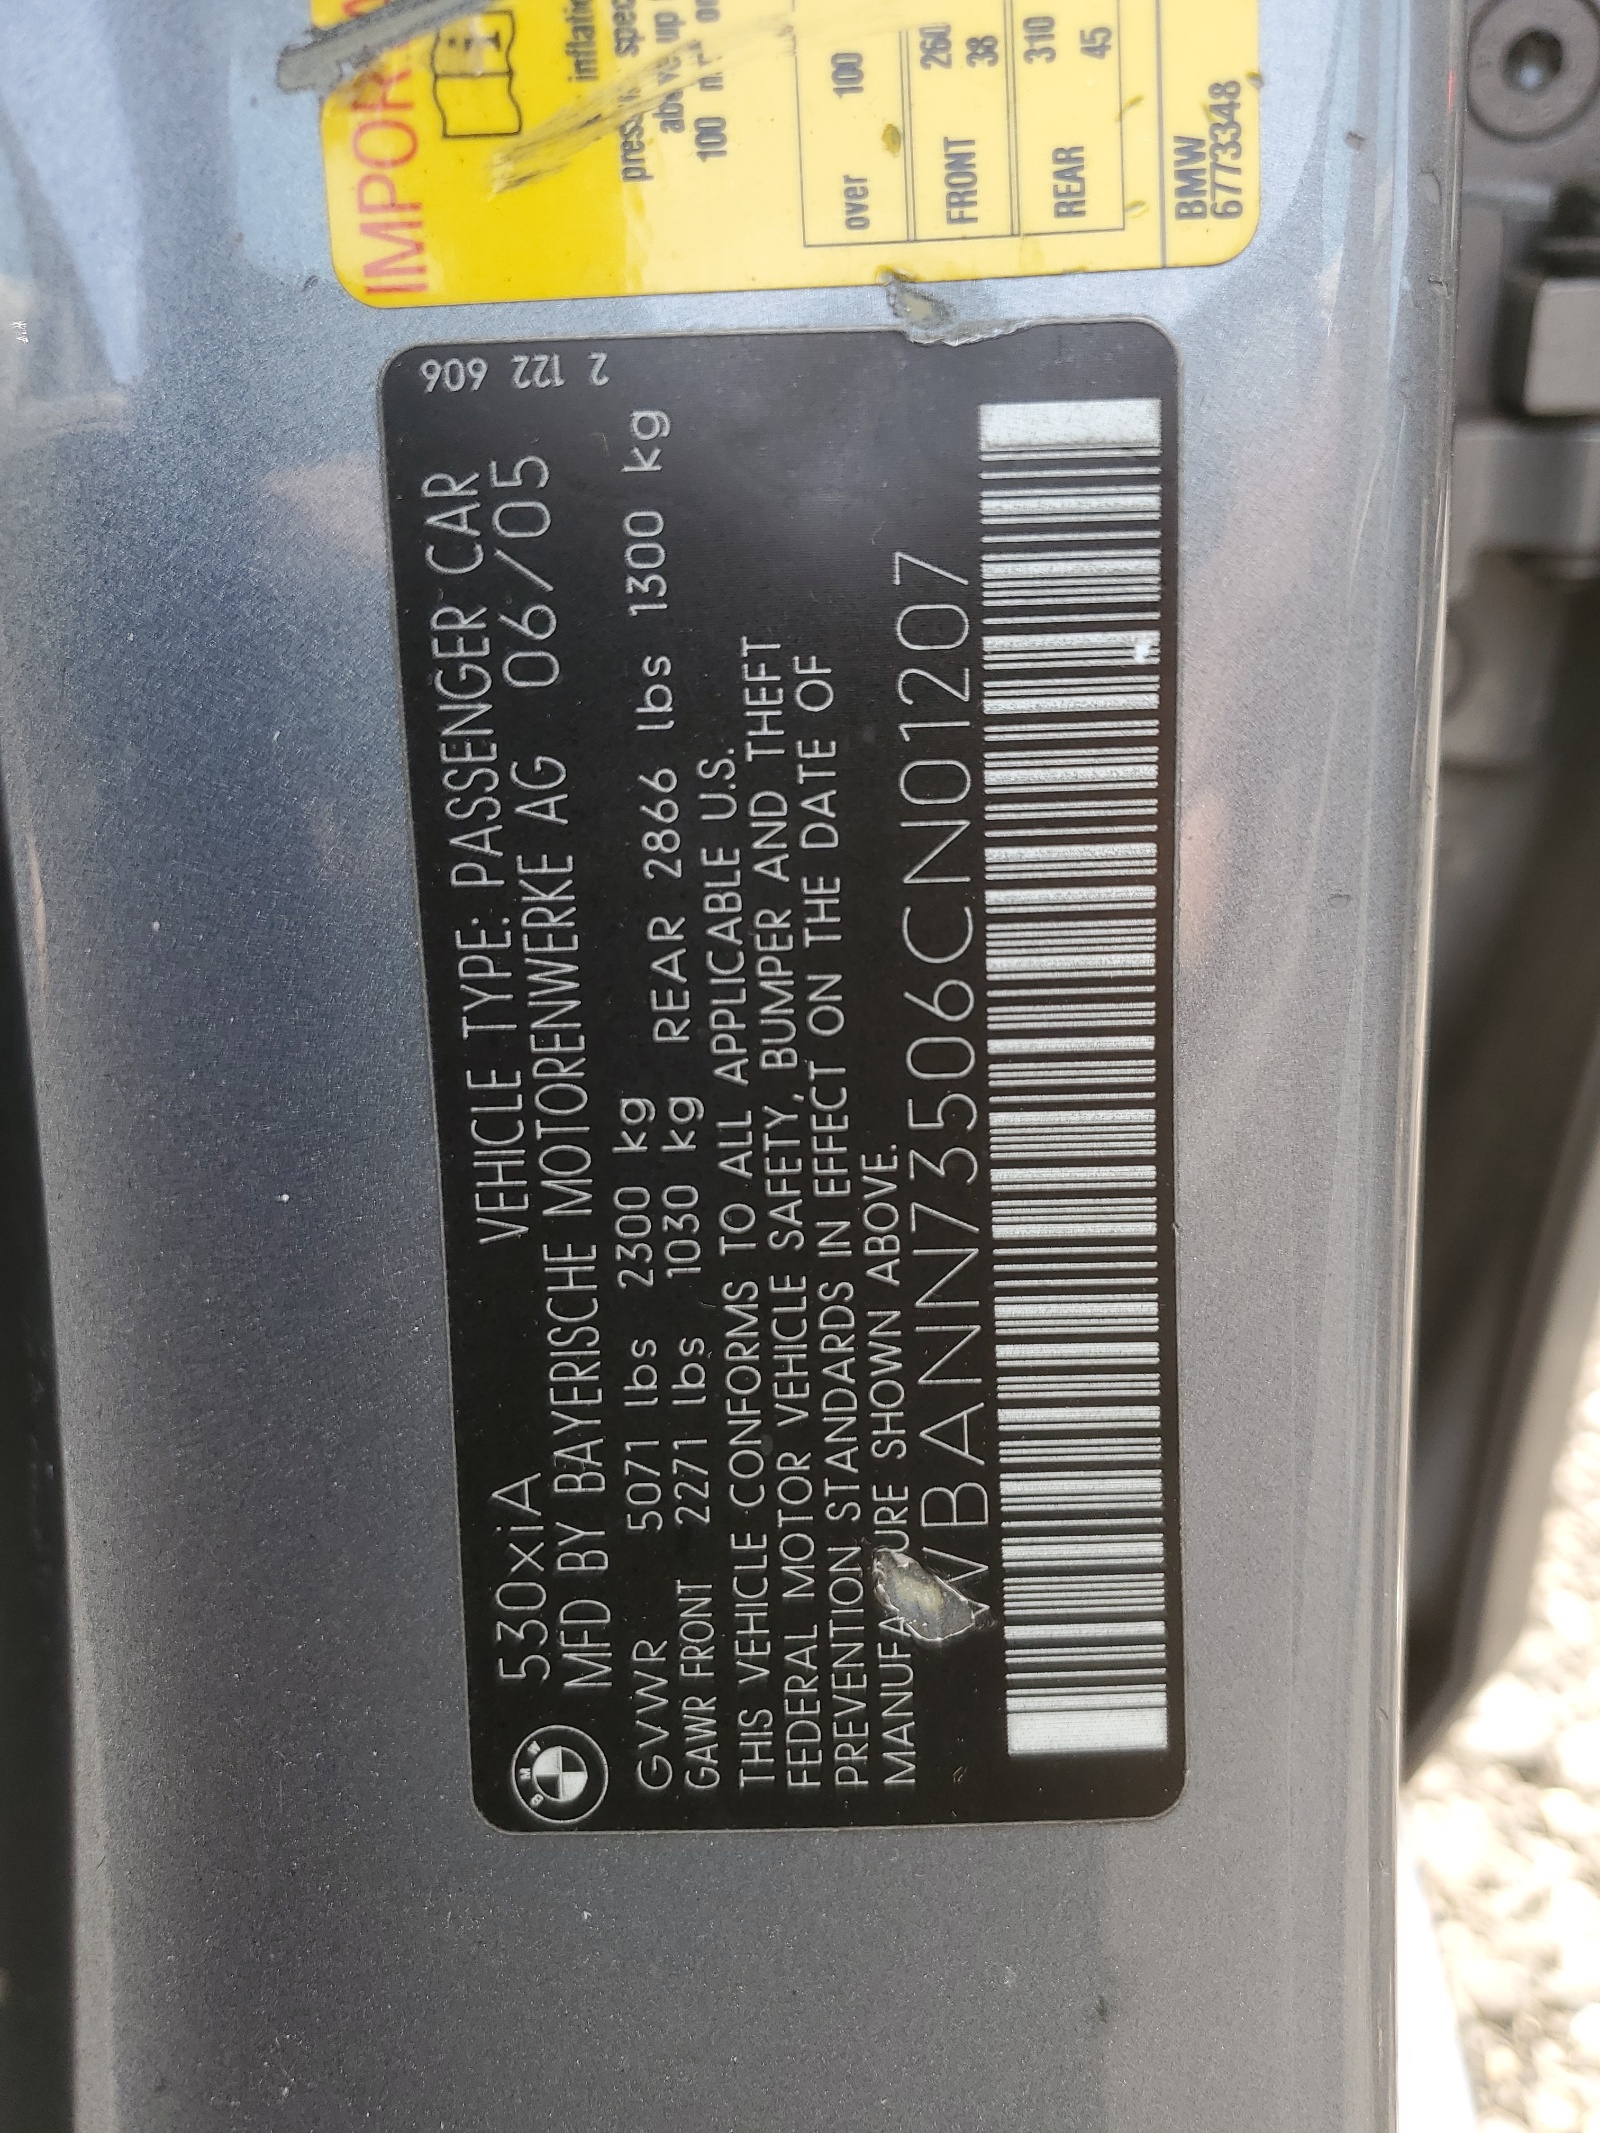 530xiA VEHICLE TYPE: PASSENGER CAR
MFD BY BAYERISCHE MOTORENWERKE AG 06/05
GVWR 5071 lbs 2300 kg
GAWR FRONT 2271 lbs 1030 kg REAR 2866 lbs 1300 kg
THIS VEHICLE CONFORMS TO ALL APPLICABLE U.S.
FEDERAL MOTOR VEHICLE SAFETY, BUMPER AND THEFT
PREVENTION STANDARDS IN EFFECT ON THE DATE OF
MANUFA URE SHOWN ABOVE.
WBANN73506CN01207
2 122 606
BMW
IMPOR
inflatio
spec
above up
100
over 100
FRONT 260
38
REAR 310
45
BMW
6773348